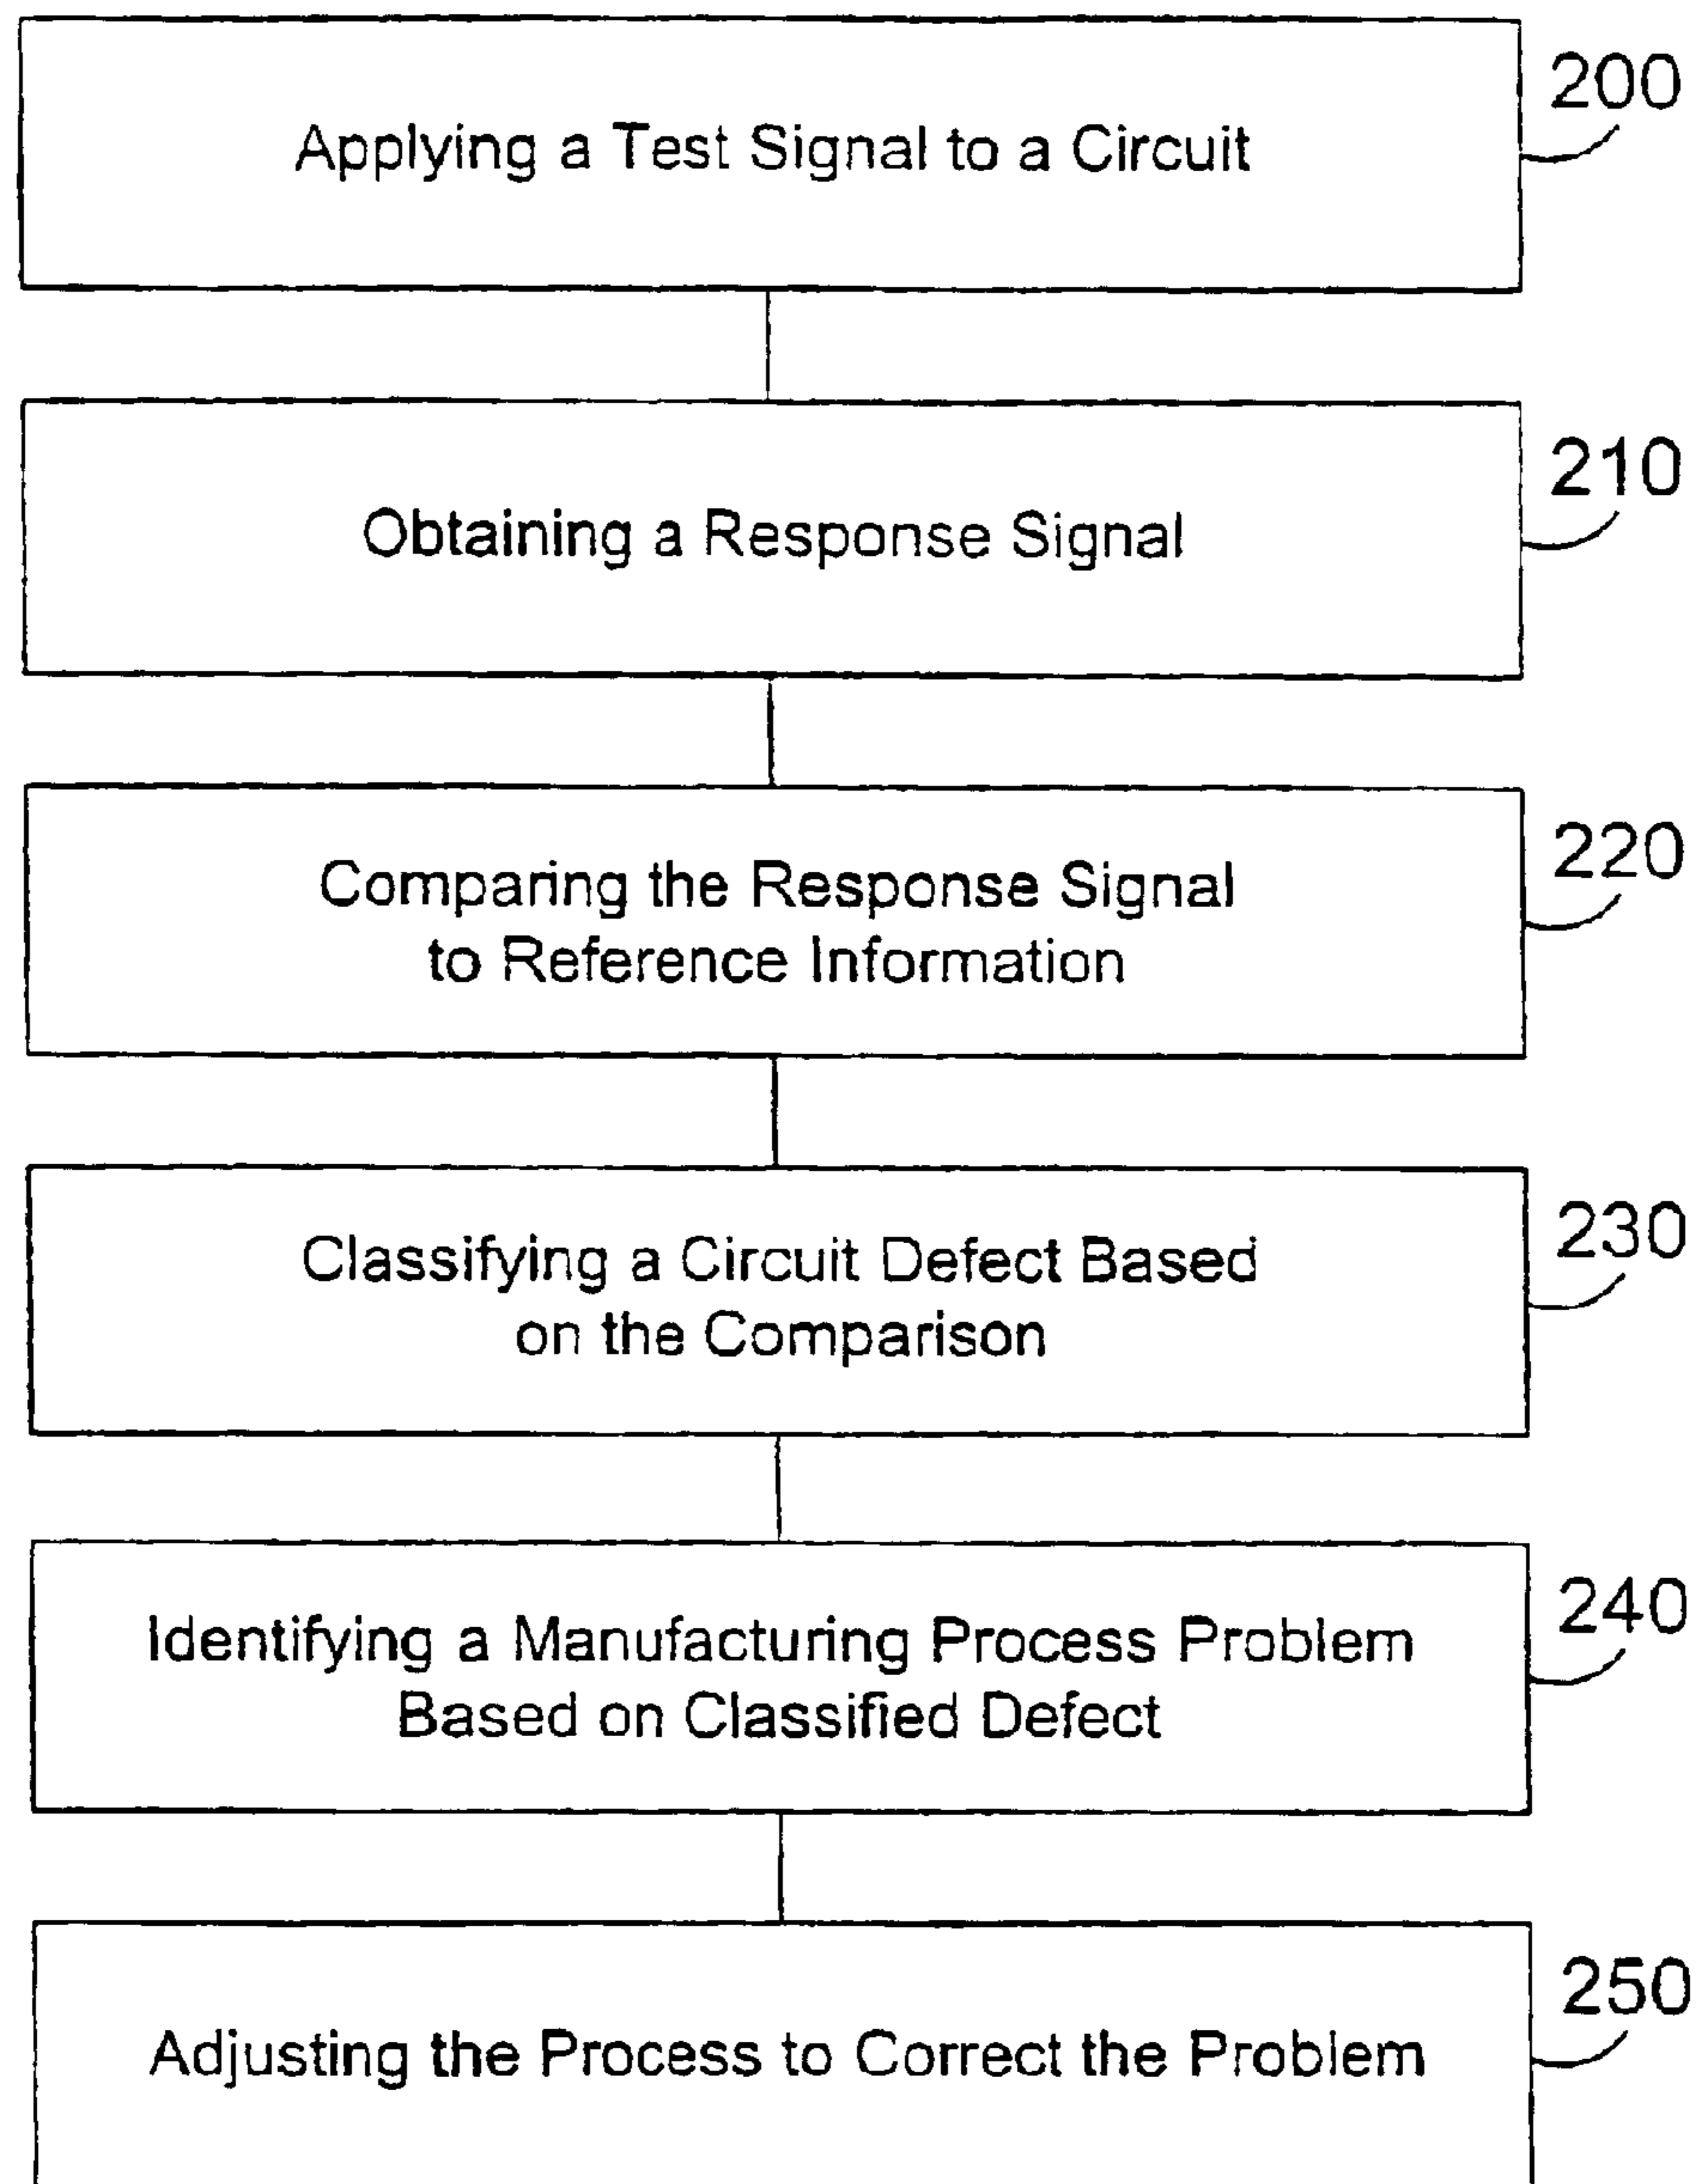 200
Applying a Test Signal to a Circuit
210
Obtaining a Response Signal
220
Comparing the Response Signal
to Reference Information
230
Classifying a Circuit Defect Based
on the Comparison
240
Identifying a Manufacturing Process Problem
Based on Classified Defect
250
Adjusting the Process to Correct the Problem